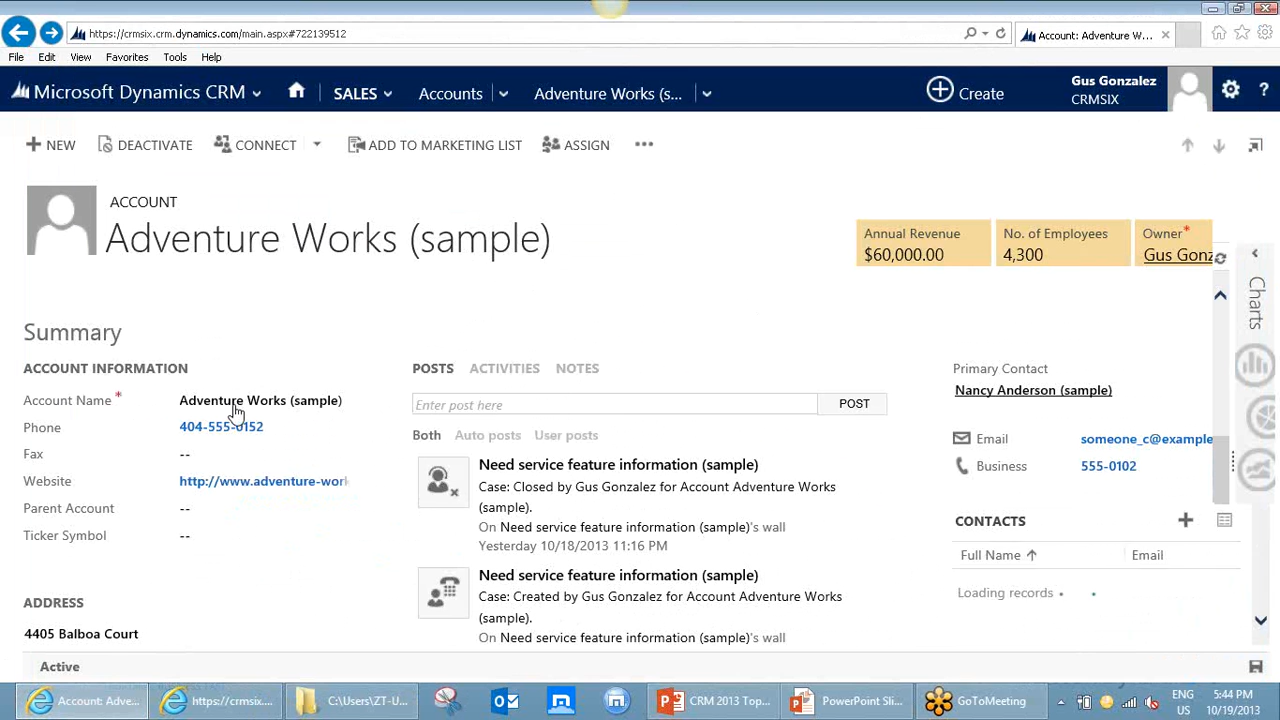 https://crmsix.crm.dynamics.com/main.aspx#722139512
Account: Adventure W...
File Edit View Favorites Tools Help
Microsoft Dynamics CRM SALES Accounts Adventure Works (s... Create
Gus Gonzalez
CRMSIX
?
NEW DEACTIVATE CONNECT ADD TO MARKETING LIST ASSIGN
ACCOUNT
Adventure Works (sample)
Annual Revenue
$60,000.00
No. of Employees
4,300
Owner*
Gus Gonz
Charts
Summary
ACCOUNT INFORMATION
Account Name * Adventure Works (sample)
Phone 404-555-0152
Fax --
Website http://www.adventure-work
Parent Account --
Ticker Symbol --
ADDRESS
4405 Balboa Court
POSTS ACTIVITIES NOTES
Enter post here POST
Both Auto posts User posts
Need service feature information (sample)
Case: Closed by Gus Gonzalez for Account Adventure Works
(sample).
On Need service feature information (sample)'s wall
Yesterday 10/18/2013 11:16 PM
Need service feature information (sample)
Case: Created by Gus Gonzalez for Account Adventure Works
(sample).
On Need service feature information (sample)'s wall
Primary Contact
Nancy Anderson (sample)
Email someone_c@example
Business 555-0102
CONTACTS
Full Name Email
Loading records
Active
Account: Adve... https://crmsix.... C:\Users\ZT-U... CRM 2013 Top... PowerPoint Sli... GoToMeeting
ENG
US
5:44 PM
10/19/2013